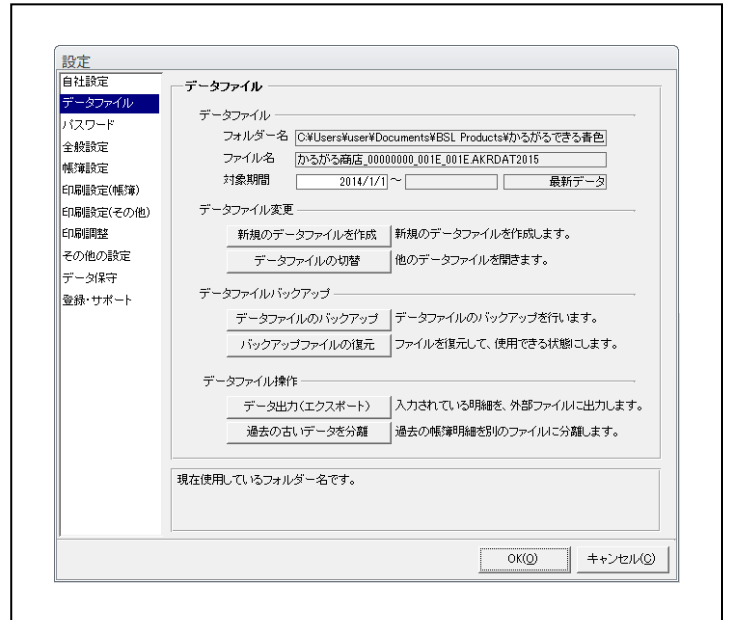 設定
自社設定
データファイル
パスワード
全般設定
帳簿設定
印刷設定(帳簿)
印刷設定(その他)
印刷調整
その他の設定
データ保守
登録・サポート
データファイル
データファイル
フォルダー名 C:¥Users¥user¥Documents¥BSL Products¥かるがるできる青色
ファイル名 かるがる商店_00000000_001E_001E.AKRDAT2015
対象期間 2014/1/1 ～ 最新データ
データファイル変更
新規のデータファイルを作成 新規のデータファイルを作成します。
データファイルの切替 他のデータファイルを開きます。
データファイルバックアップ
データファイルのバックアップ データファイルのバックアップを行います。
バックアップファイルの復元 ファイルを復元して、使用できる状態にします。
データファイル操作
データ出力(エクスポート) 入力されている明細を、外部ファイルに出力します。
過去の古いデータを分離 過去の帳簿明細を別のファイルに分離します。
現在使用しているフォルダー名です。
OK(O) キャンセル(C)